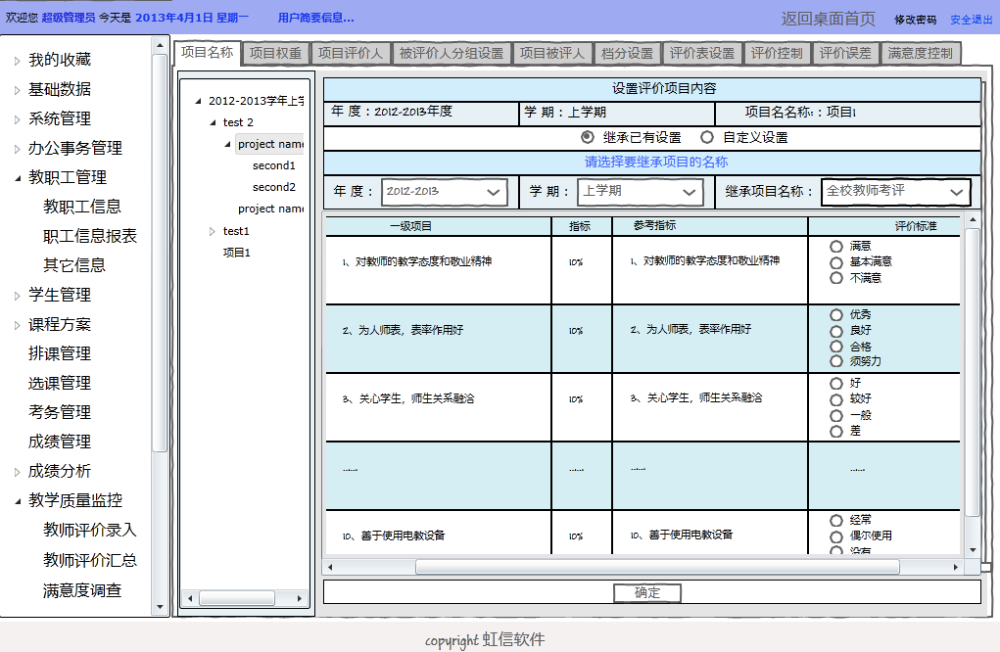 欢迎您 超级管理员 今天是 2013年4月1日 星期一 用户简要信息... 返回桌面首页 修改密码 安全退出
我的收藏
基础数据
系统管理
办公事务管理
教职工管理
教职工信息
职工信息报表
其它信息
学生管理
课程方案
排课管理
选课管理
考务管理
成绩管理
成绩分析
教学质量监控
教师评价录入
教师评价汇总
满意度调查
项目名称 项目权重 项目评价人 被评价人分组设置 项目被评人 档分设置 评价表设置 评价控制 评价误差 满意度控制
2012-2013学年上学
test 2
project name
second1
second2
project name
test1
项目1
设置评价项目内容
年 度：2012-2013年度 学 期：上学期 项目名名称:：项目1
继承已有设置 自定义设置
请选择要继承项目的名称
年 度： 2012-2013 学 期： 上学期 继承项目名称： 全校教师考评
一级项目 指标 参考指标 评价标准
1、对教师的教学态度和敬业精神 10% 1、对教师的教学态度和敬业精神
满意
基本满意
不满意
2、为人师表，表率作用好 10% 2、为人师表，表率作用好
优秀
良好
合格
须努力
3、关心学生，师生关系融洽 10% 3、关心学生，师生关系融洽
好
较好
一般
差
...... ...... ...... ......
10、善于使用电教设备 10% 10、善于使用电教设备
经常
偶尔使用
没有
确定
copyright 虹信软件